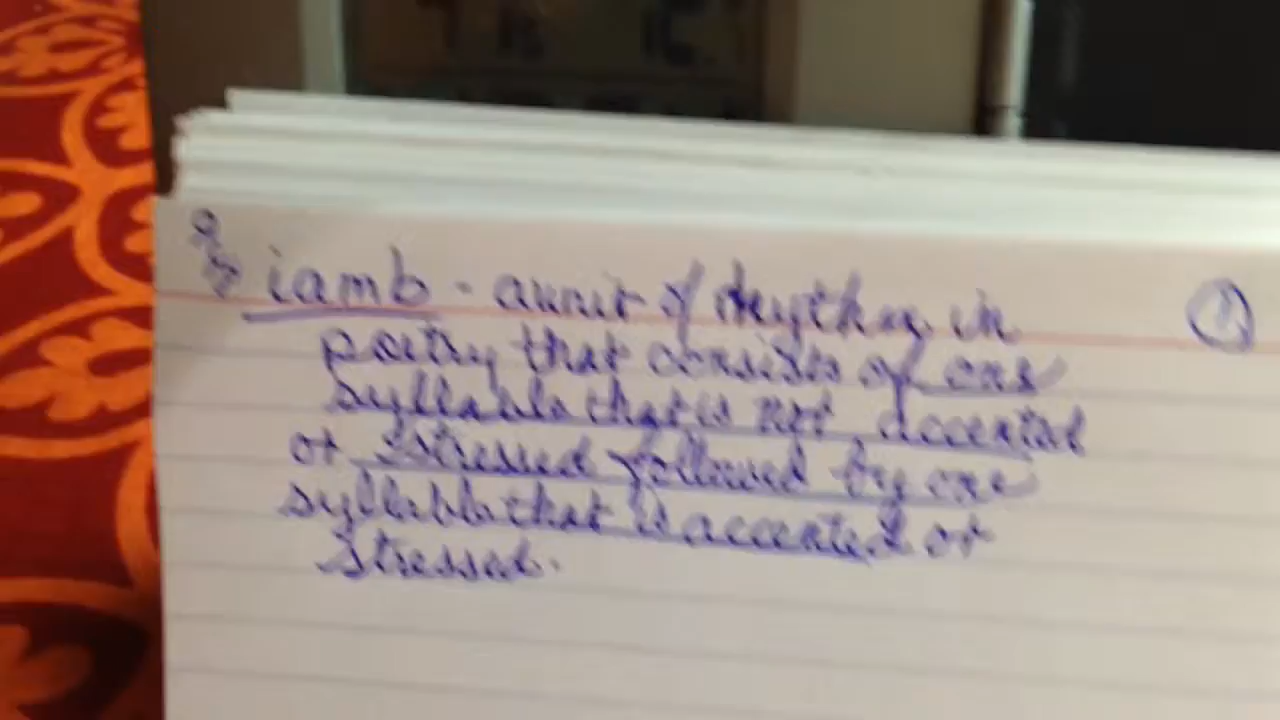 iamb - a unit of rhythm in
poetry that consists of one
syllable that is not accented
or stressed followed by one
syllable that is accented or
stressed.